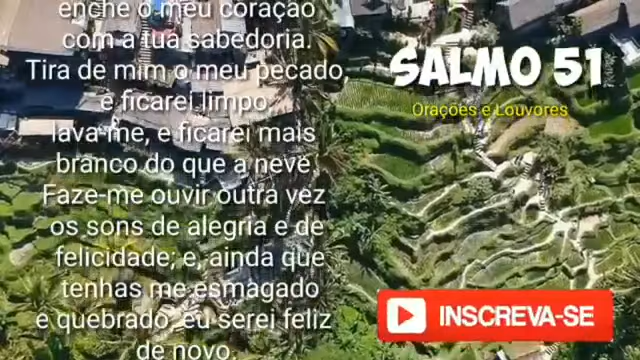 enche o meu coração
com a tua sabedoria.
Tira de mim o meu pecado,
e ficarei limpo;
lava-me, e ficarei mais
branco do que a neve.
Faze-me ouvir outra vez
os sons de alegria e de
felicidade; e, ainda que
tenhas me esmagado
e quebrado, eu serei feliz
de novo.
SALMO 51
Orações e Louvores
INSCREVA-SE